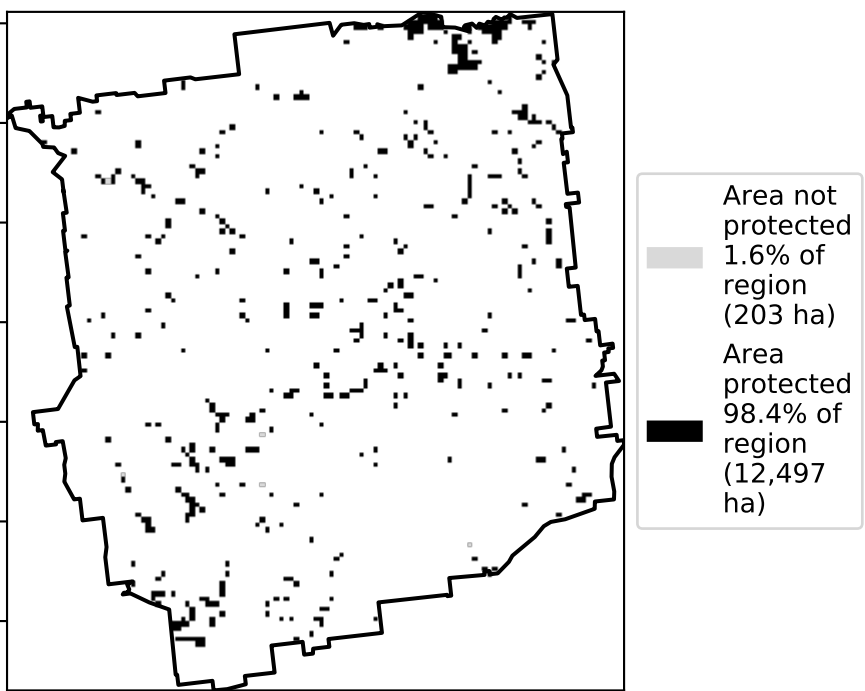 Area not
protected
1.6% of
region
(203 ha)
Area
protected
98.4% of
region
(12,497
ha)